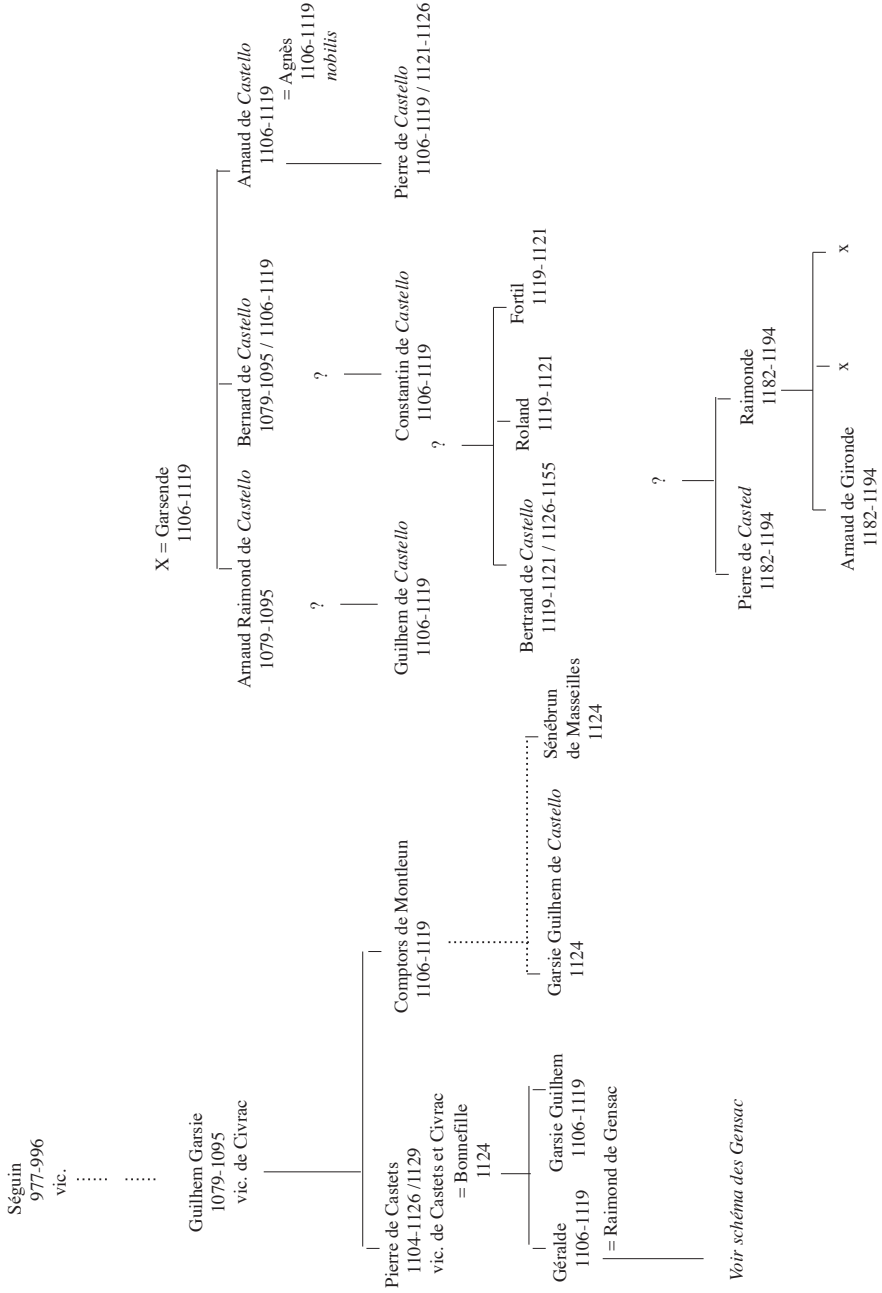 Séguin
977-996
vic.
Guilhem Garsie
1079-1095
vic. de Civrac
Pierre de Castets
1104-1126 /1129
vic. de Castets et Civrac
= Bonnefille
1124
Comptors de Montleun
1106-1119
Géralde
1106-1119
= Raimond de Gensac
Garsie Guilhem
1106-1119
Garsie Guilhem de Castello
1124
Sénébrun
de Masseilles
1124
Voir schéma des Gensac
X = Garsende
1106-1119
Arnaud Raimond de Castello
1079-1095
Bernard de Castello
1079-1095 / 1106-1119
Arnaud de Castello
1106-1119
= Agnès
1106-1119
nobilis
?
?
Guilhem de Castello
1106-1119
Constantin de Castello
1106-1119
Pierre de Castello
1106-1119 / 1121-1126
?
Bertrand de Castello
1119-1121 / 1126-1155
Roland
1119-1121
Fortil
1119-1121
?
Pierre de Casted
1182-1194
Raimonde
1182-1194
Arnaud de Gironde
1182-1194
x
x